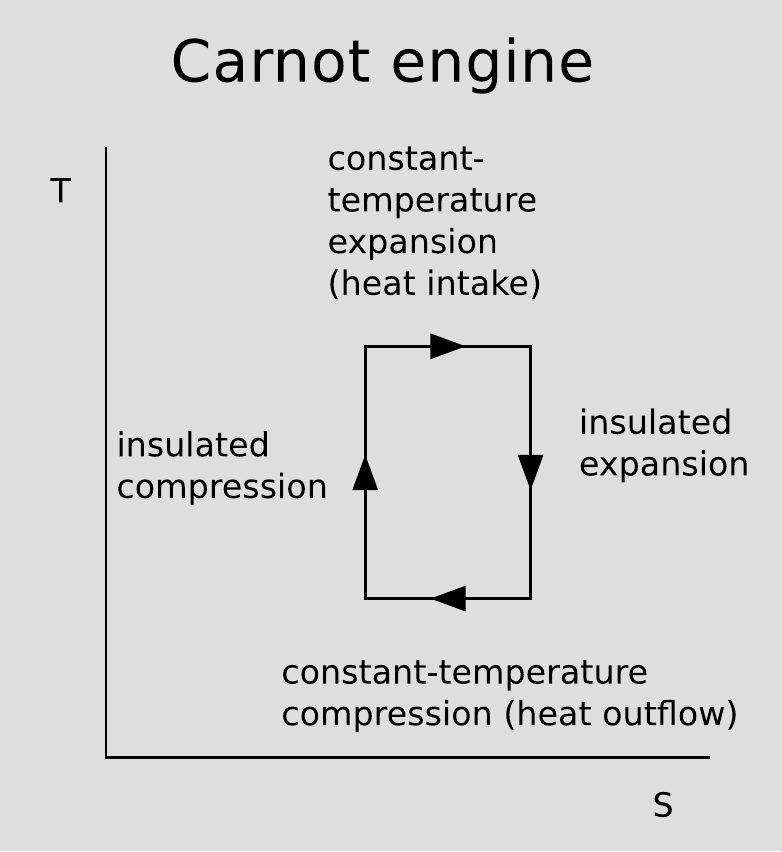 Carnot engine
T
constant-
temperature
expansion
(heat intake)
insulated
compression
insulated
expansion
constant-temperature
compression (heat outflow)
S